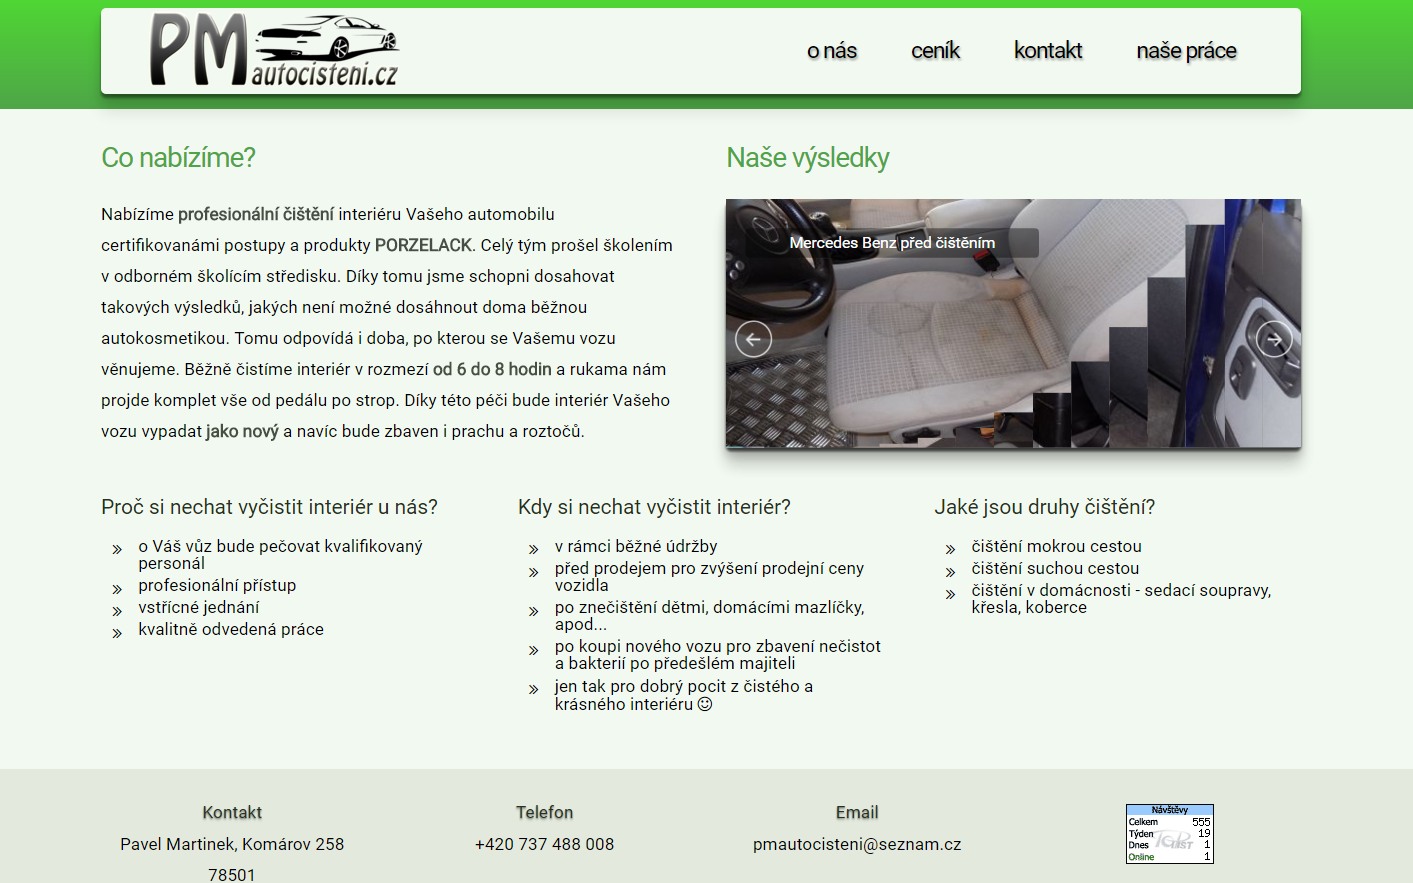 PM autocisteni.cz
o nás ceník kontakt naše práce
Co nabízíme?
Nabízíme profesionální čištění interiéru Vašeho automobilu
certifikovanámi postupy a produkty PORZELACK. Celý tým prošel školením
v odborném školícím středisku. Díky tomu jsme schopni dosahovat
takových výsledků, jakých není možné dosáhnout doma běžnou
autokosmetikou. Tomu odpovídá i doba, po kterou se Vašemu vozu
věnujeme. Běžně čistíme interiér v rozmezí od 6 do 8 hodin a rukama nám
projde komplet vše od pedálu po strop. Díky této péči bude interiér Vašeho
vozu vypadat jako nový a navíc bude zbaven i prachu a roztočů.
Naše výsledky
Mercedes Benz před čištěním
Proč si nechat vyčistit interiér u nás?
o Váš vůz bude pečovat kvalifikovaný
personál
profesionální přístup
vstřícné jednání
kvalitně odvedená práce
Kdy si nechat vyčistit interiér?
v rámci běžné údržby
před prodejem pro zvýšení prodejní ceny
vozidla
po znečištění dětmi, domácími mazlíčky,
apod...
po koupi nového vozu pro zbavení nečistot
a bakterií po předešlém majiteli
jen tak pro dobrý pocit z čistého a
krásného interiéru ☺
Jaké jsou druhy čištění?
čištění mokrou cestou
čištění suchou cestou
čištění v domácnosti - sedací soupravy,
křesla, koberce
Kontakt
Pavel Martinek, Komárov 258
78501
Telefon
+420 737 488 008
Email
pmautocisteni@seznam.cz
Návštěvy
Celkem 555
Týden 19
Dnes 1
Online 1
TOPLIST